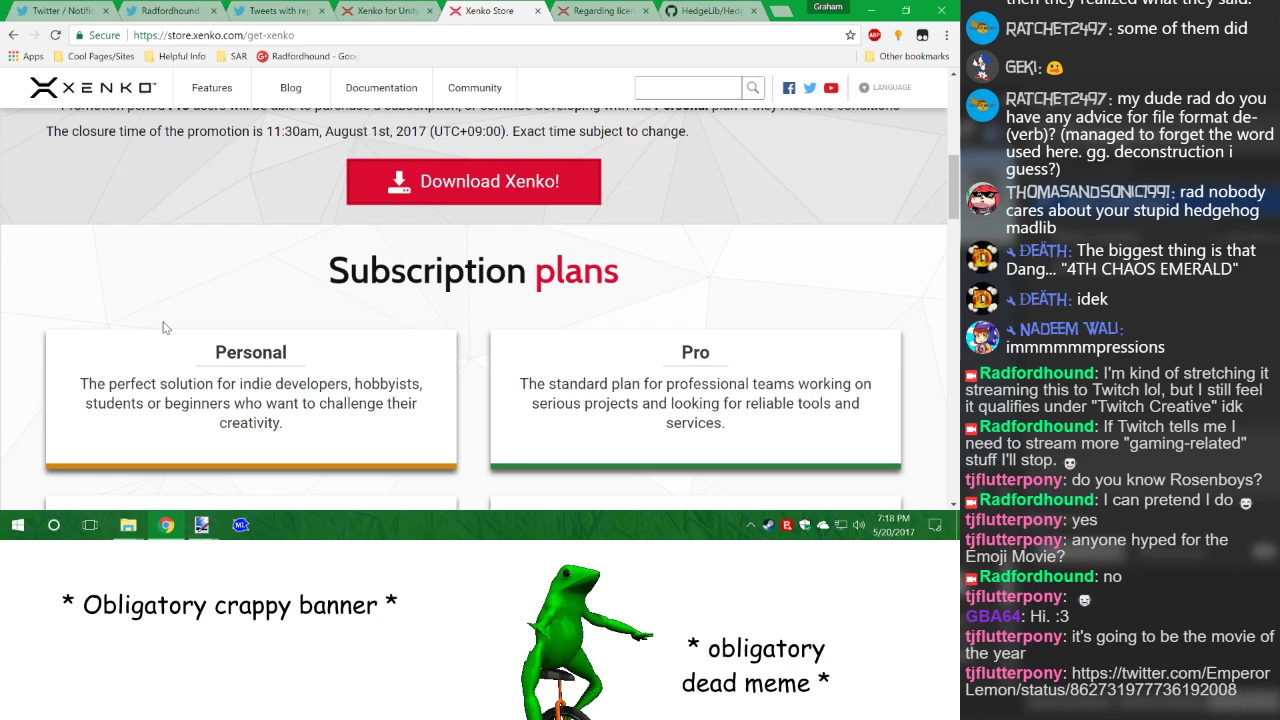 Twitter / Notific
Radfordhound
Tweets with rep
Xenko for Unity
Xenko Store
Regarding licen
HedgeLib/Hedg
Graham
Secure
https://store.xenko.com/get-xenko
Apps
Cool Pages/Sites
Helpful Info
SAR
Radfordhound - Goo
Other bookmarks
XENKO
Features
Blog
Documentation
Community
LANGUAGE
The closure time of the promotion is 11:30am, August 1st, 2017 (UTC+09:00). Exact time subject to change.
Download Xenko!
Subscription plans
Personal
The perfect solution for indie developers, hobbyists,
students or beginners who want to challenge their
creativity.
Pro
The standard plan for professional teams working on
serious projects and looking for reliable tools and
services.
7:18 PM
5/20/2017
* Obligatory crappy banner *
* obligatory
dead meme *
then they realized what they said.
RATCHET2497: some of them did
GEK!:
RATCHET2497: my dude rad do you
have any advice for file format de-
(verb)? (managed to forget the word
used here. gg. deconstruction i
guess?)
THOMASANDSONIC1991: rad nobody
cares about your stupid hedgehog
madlib
DEÄTH: The biggest thing is that
Dang... "4TH CHAOS EMERALD"
DEÄTH: idek
NADEEM WALI:
immmmmmpressions
Radfordhound: I'm kind of stretching it
streaming this to Twitch lol, but I still feel
it qualifies under "Twitch Creative" idk
Radfordhound: If Twitch tells me I
need to stream more "gaming-related"
stuff I'll stop.
tjflutterpony: do you know Rosenboys?
Radfordhound: I can pretend I do
tjflutterpony: yes
tjflutterpony: anyone hyped for the
Emoji Movie?
Radfordhound: no
tjflutterpony:
GBA64: Hi. :3
tjflutterpony: it's going to be the movie of
the year
tjflutterpony: https://twitter.com/Emperor
Lemon/status/862731977736192008